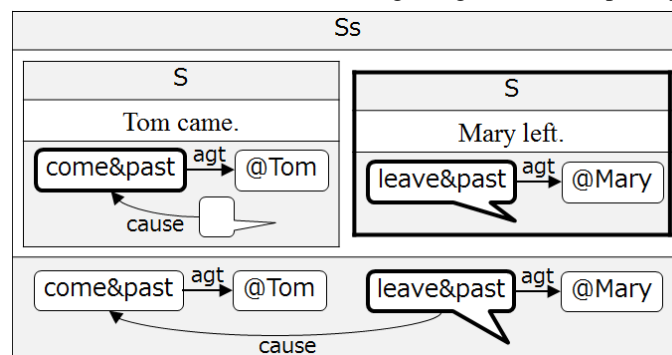 Ss
S
Tom came.
come&past agt @Tom
cause
S
Mary left.
leave&past agt @Mary
come&past agt @Tom leave&past agt @Mary
cause